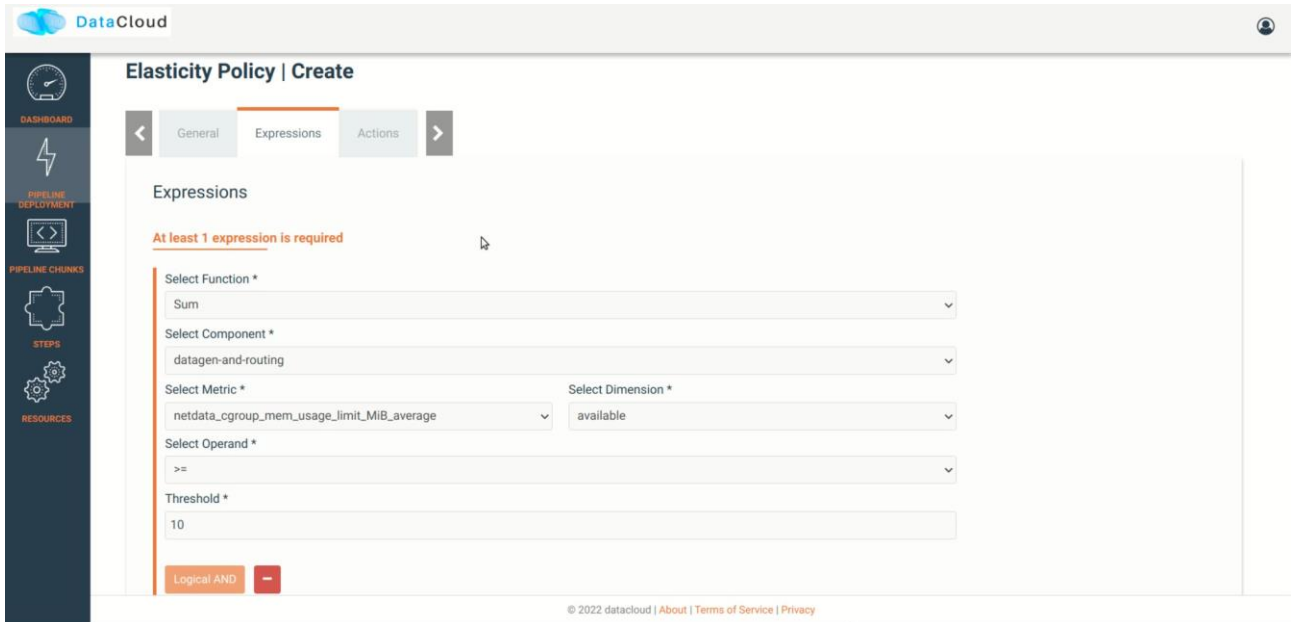 DataCloud
DASHBOARD
PIPELINE
DEPLOYMENT
PIPELINE CHUNKS
STEPS
RESOURCES
Elasticity Policy | Create
General Expressions Actions
Expressions
At least 1 expression is required
Select Function *
Sum
Select Component *
datagen-and-routing
Select Metric * Select Dimension *
netdata_cgroup_mem_usage_limit_MiB_average available
Select Operand *
>=
Threshold *
10
Logical AND
© 2022 datacloud | About | Terms of Service | Privacy